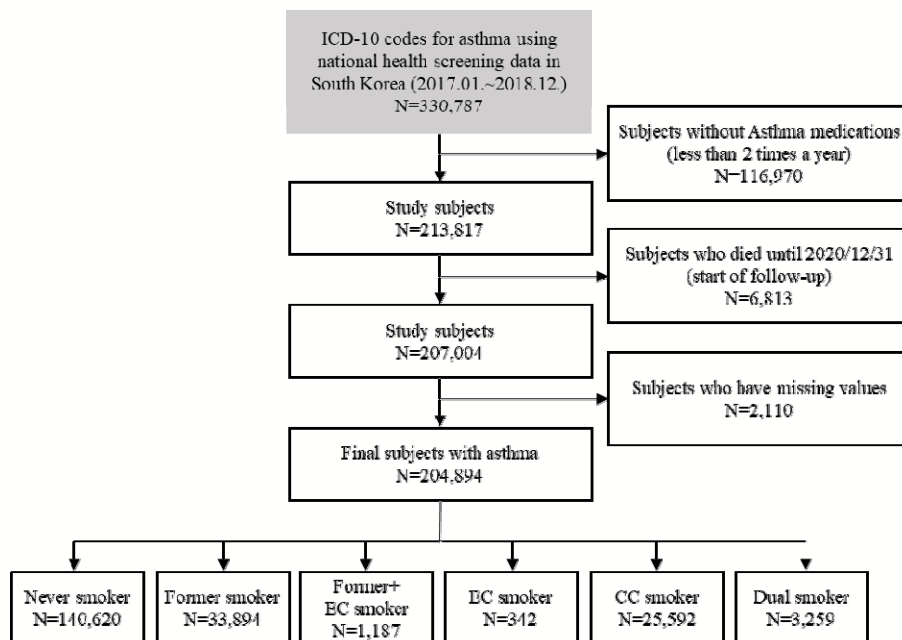 ICD-10 codes for asthma using
national health screening data in
South Korea (2017.01.~2018.12.)
N=330,787
Subjects without Asthma medications
(less than 2 times a year)
N=116,970
Study subjects
N=213,817
Subjects who died until 2020/12/31
(start of follow-up)
N=6,813
Study subjects
N=207,004
Subjects who have missing values
N=2,110
Final subjects with asthma
N=204,894
Never smoker
N=140,620
Former smoker
N=33,894
Former+
EC smoker
N=1,187
EC smoker
N=342
CC smoker
N=25,592
Dual smoker
N=3,259